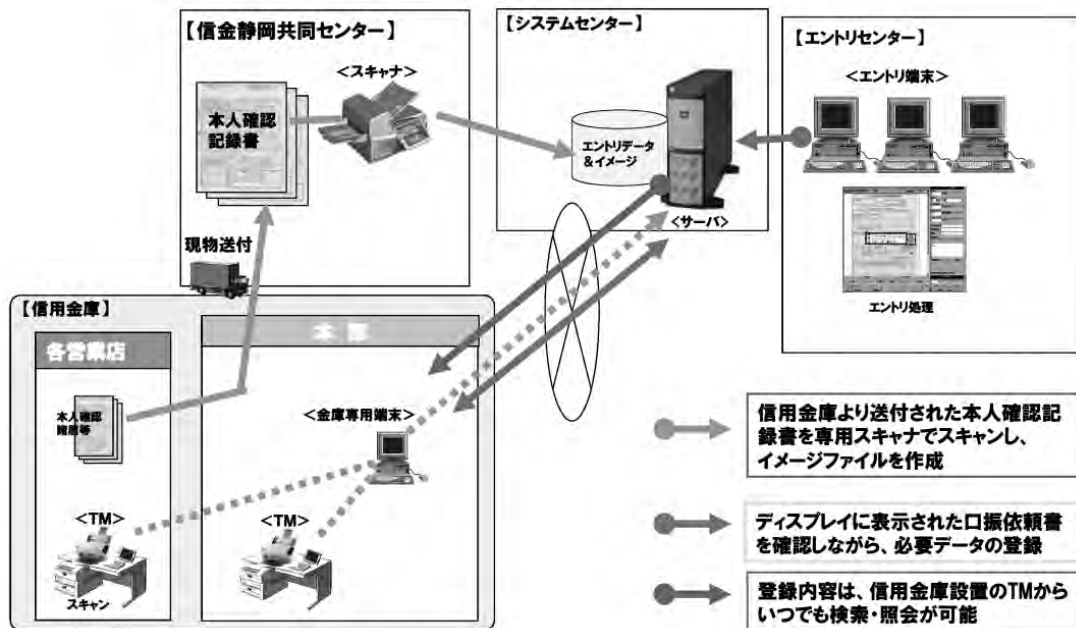 【信金静岡共同センター】
<スキャナ>
本人確認
記録書
現物送付
【システムセンター】
エントリデータ
&イメージ
<サーバ>
【エントリセンター】
<エントリ端末>
エントリ処理
【信用金庫】
各営業店
本人確認
<TM>
スキャン
本部
<金庫専用端末>
<TM>
信用金庫より送付された本人確認記
録書を専用スキャナでスキャンし、
イメージファイルを作成
ディスプレイに表示された口振依頼書
を確認しながら、必要データの登録
登録内容は、信用金庫設置のTMから
いつでも検索・照会が可能